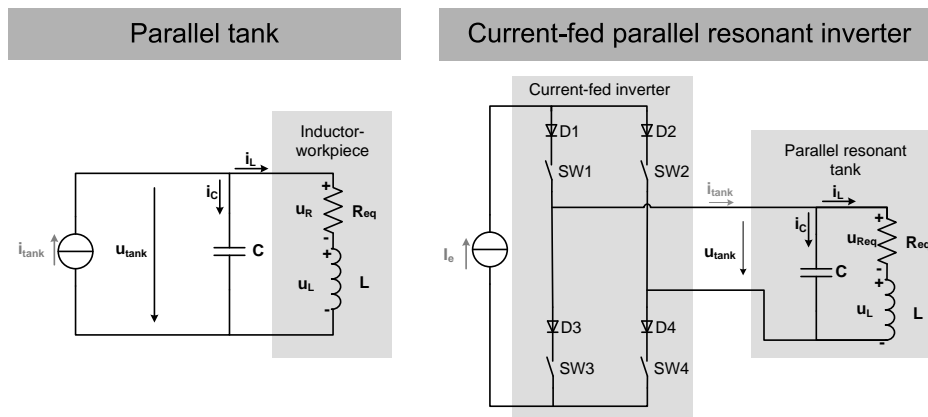 Parallel tank
Inductor-
workpiece
iL
iC
+
uR
Req
-
itank
utank
C
+
uL
L
-
Current-fed parallel resonant inverter
Current-fed inverter
D1
D2
SW1
SW2
Parallel resonant
tank
itank
iL
iC
+
uReq
Req
-
Ie
utank
C
+
uL
L
-
D3
D4
SW3
SW4